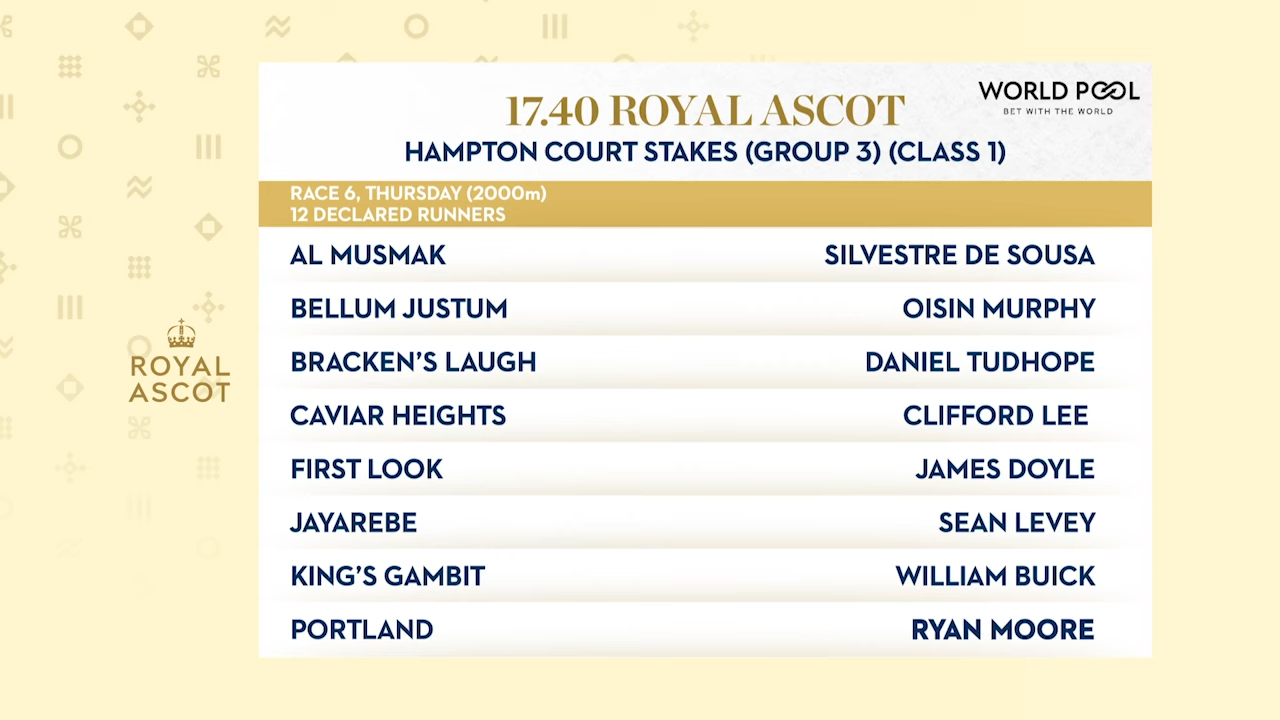 WORLD POOL
BET WITH THE WORLD
17.40 ROYAL ASCOT
HAMPTON COURT STAKES (GROUP 3) (CLASS 1)
RACE 6, THURSDAY (2000m)
12 DECLARED RUNNERS
AL MUSMAK SILVESTRE DE SOUSA
BELLUM JUSTUM OISIN MURPHY
BRACKEN’S LAUGH DANIEL TUDHOPE
CAVIAR HEIGHTS CLIFFORD LEE
FIRST LOOK JAMES DOYLE
JAYAREBE SEAN LEVEY
KING’S GAMBIT WILLIAM BUICK
PORTLAND RYAN MOORE
ROYAL
ASCOT